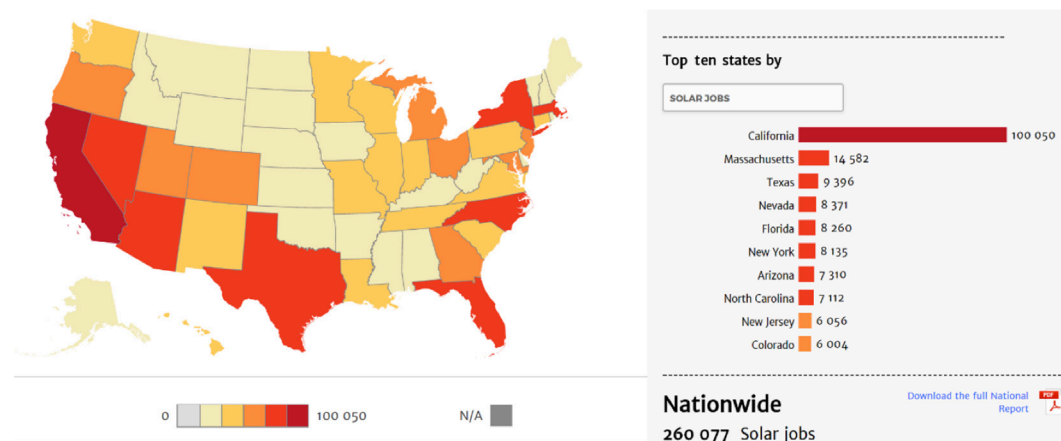 Top ten states by
SOLAR JOBS
California 100 050
Massachusetts 14 582
Texas 9 396
Nevada 8 371
Florida 8 260
New York 8 135
Arizona 7 310
North Carolina 7 112
New Jersey 6 056
Colorado 6 004
0 100 050 N/A
Nationwide
Download the full National
Report
PDF
260 077 Solar jobs